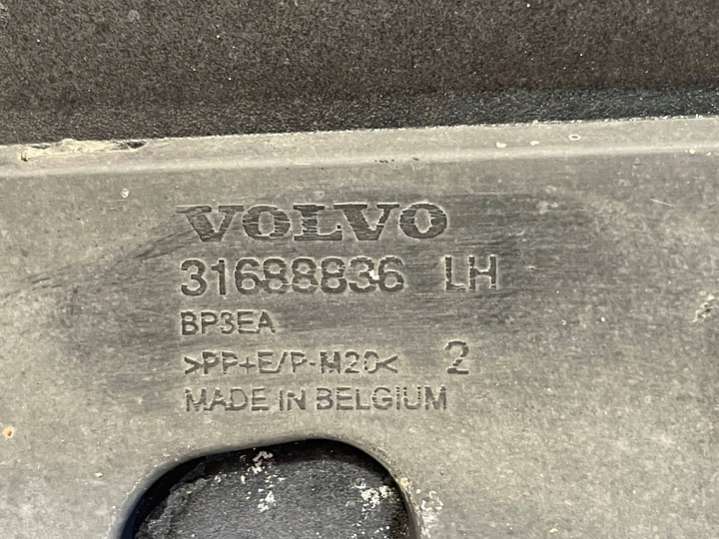 VOLVO
31688836 LH
BP3EA
>PP+E/P-M20< 2
MADE IN BELGIUM